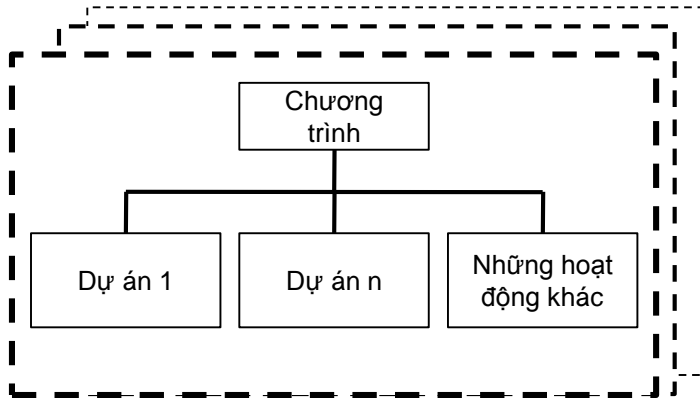 Chương
trình
Dự án 1
Dự án n
Những hoạt
động khác